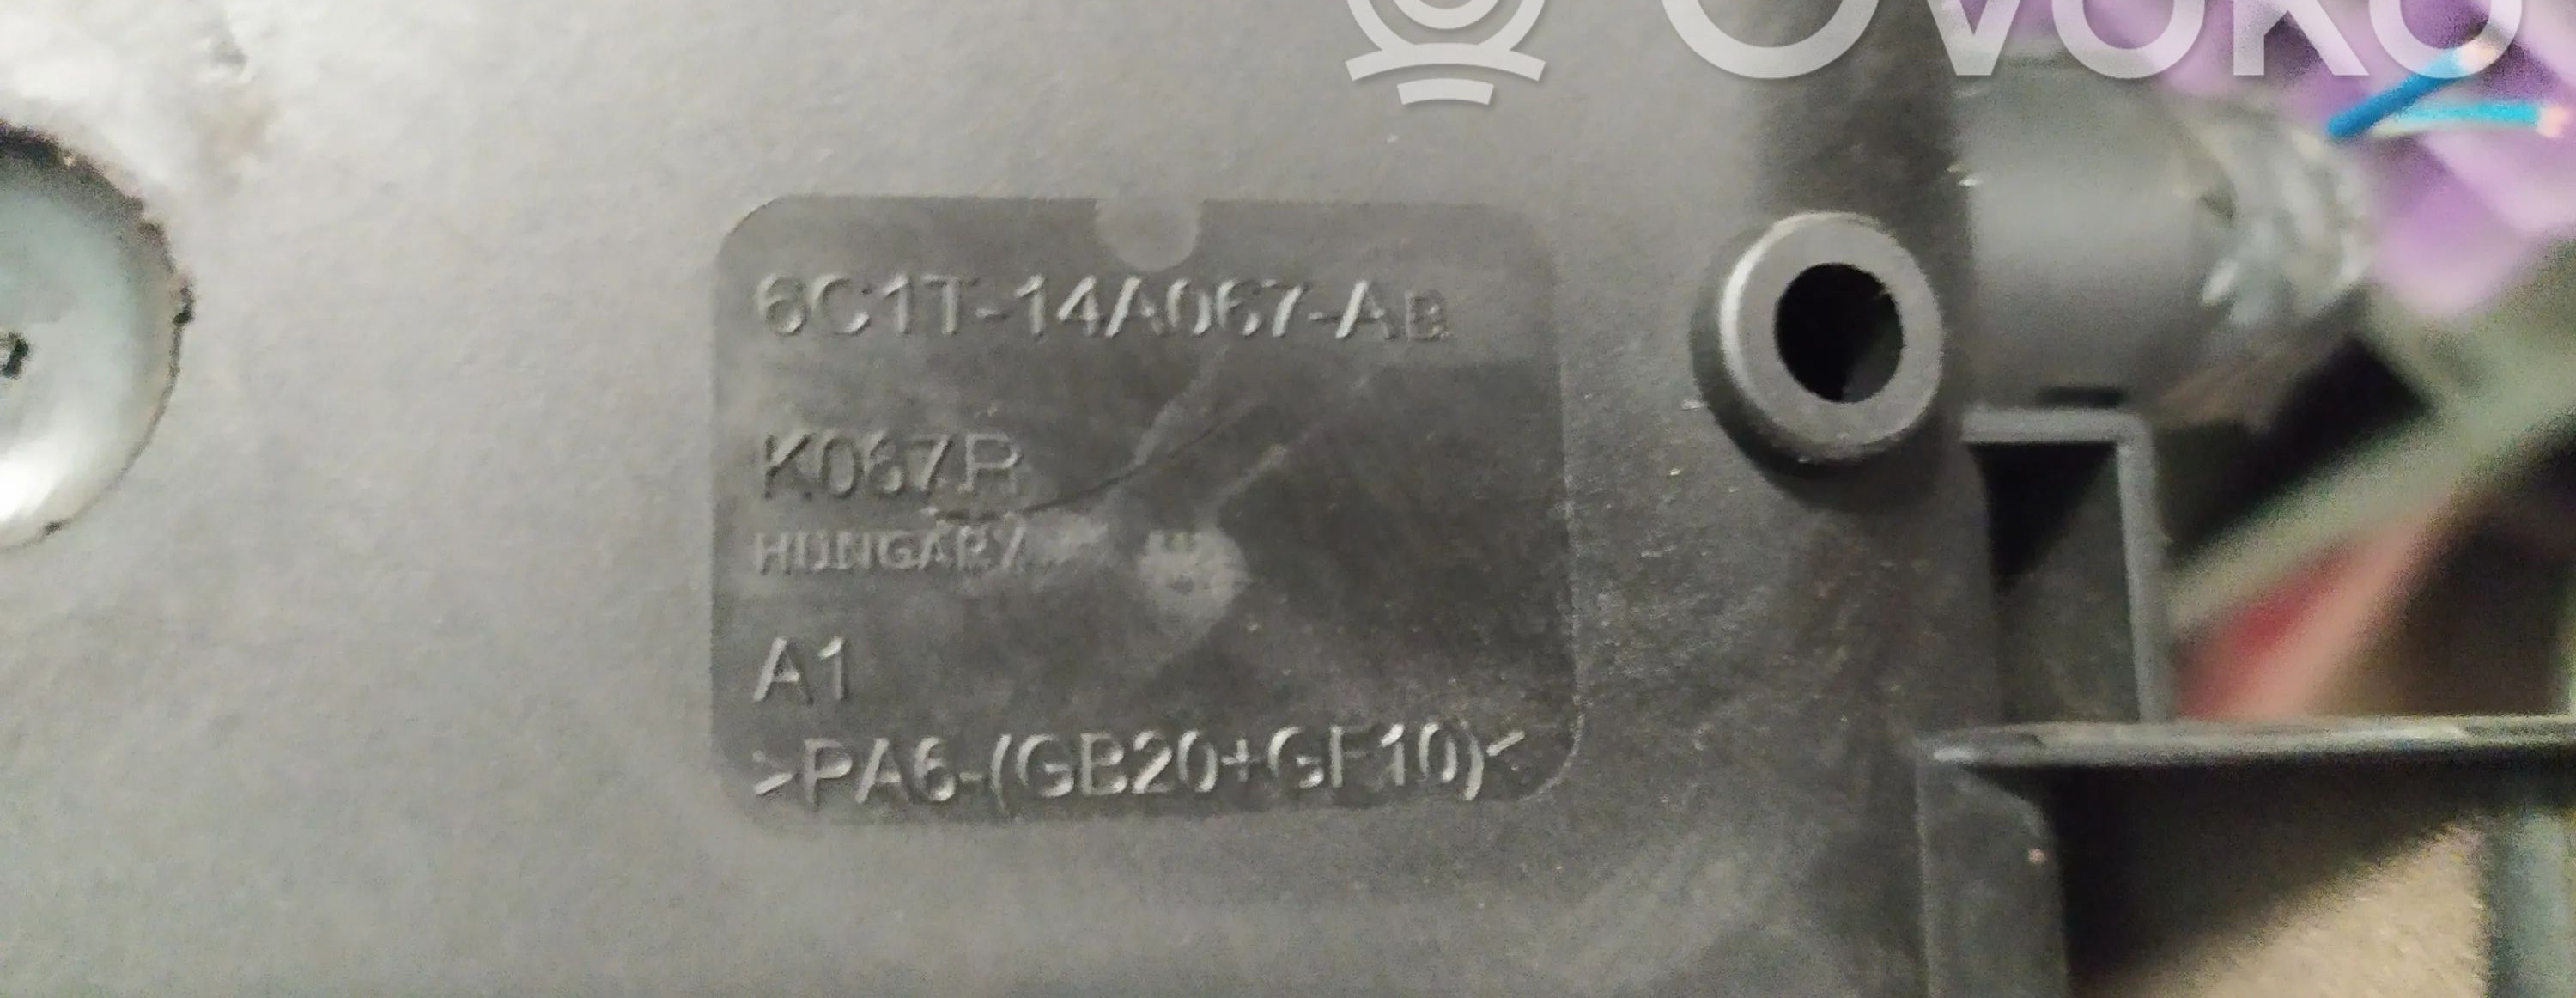 OVOKO
6C1T-14A067-AB
K067R
HUNGARY
A1
>PA6-(GB20+GF10)<